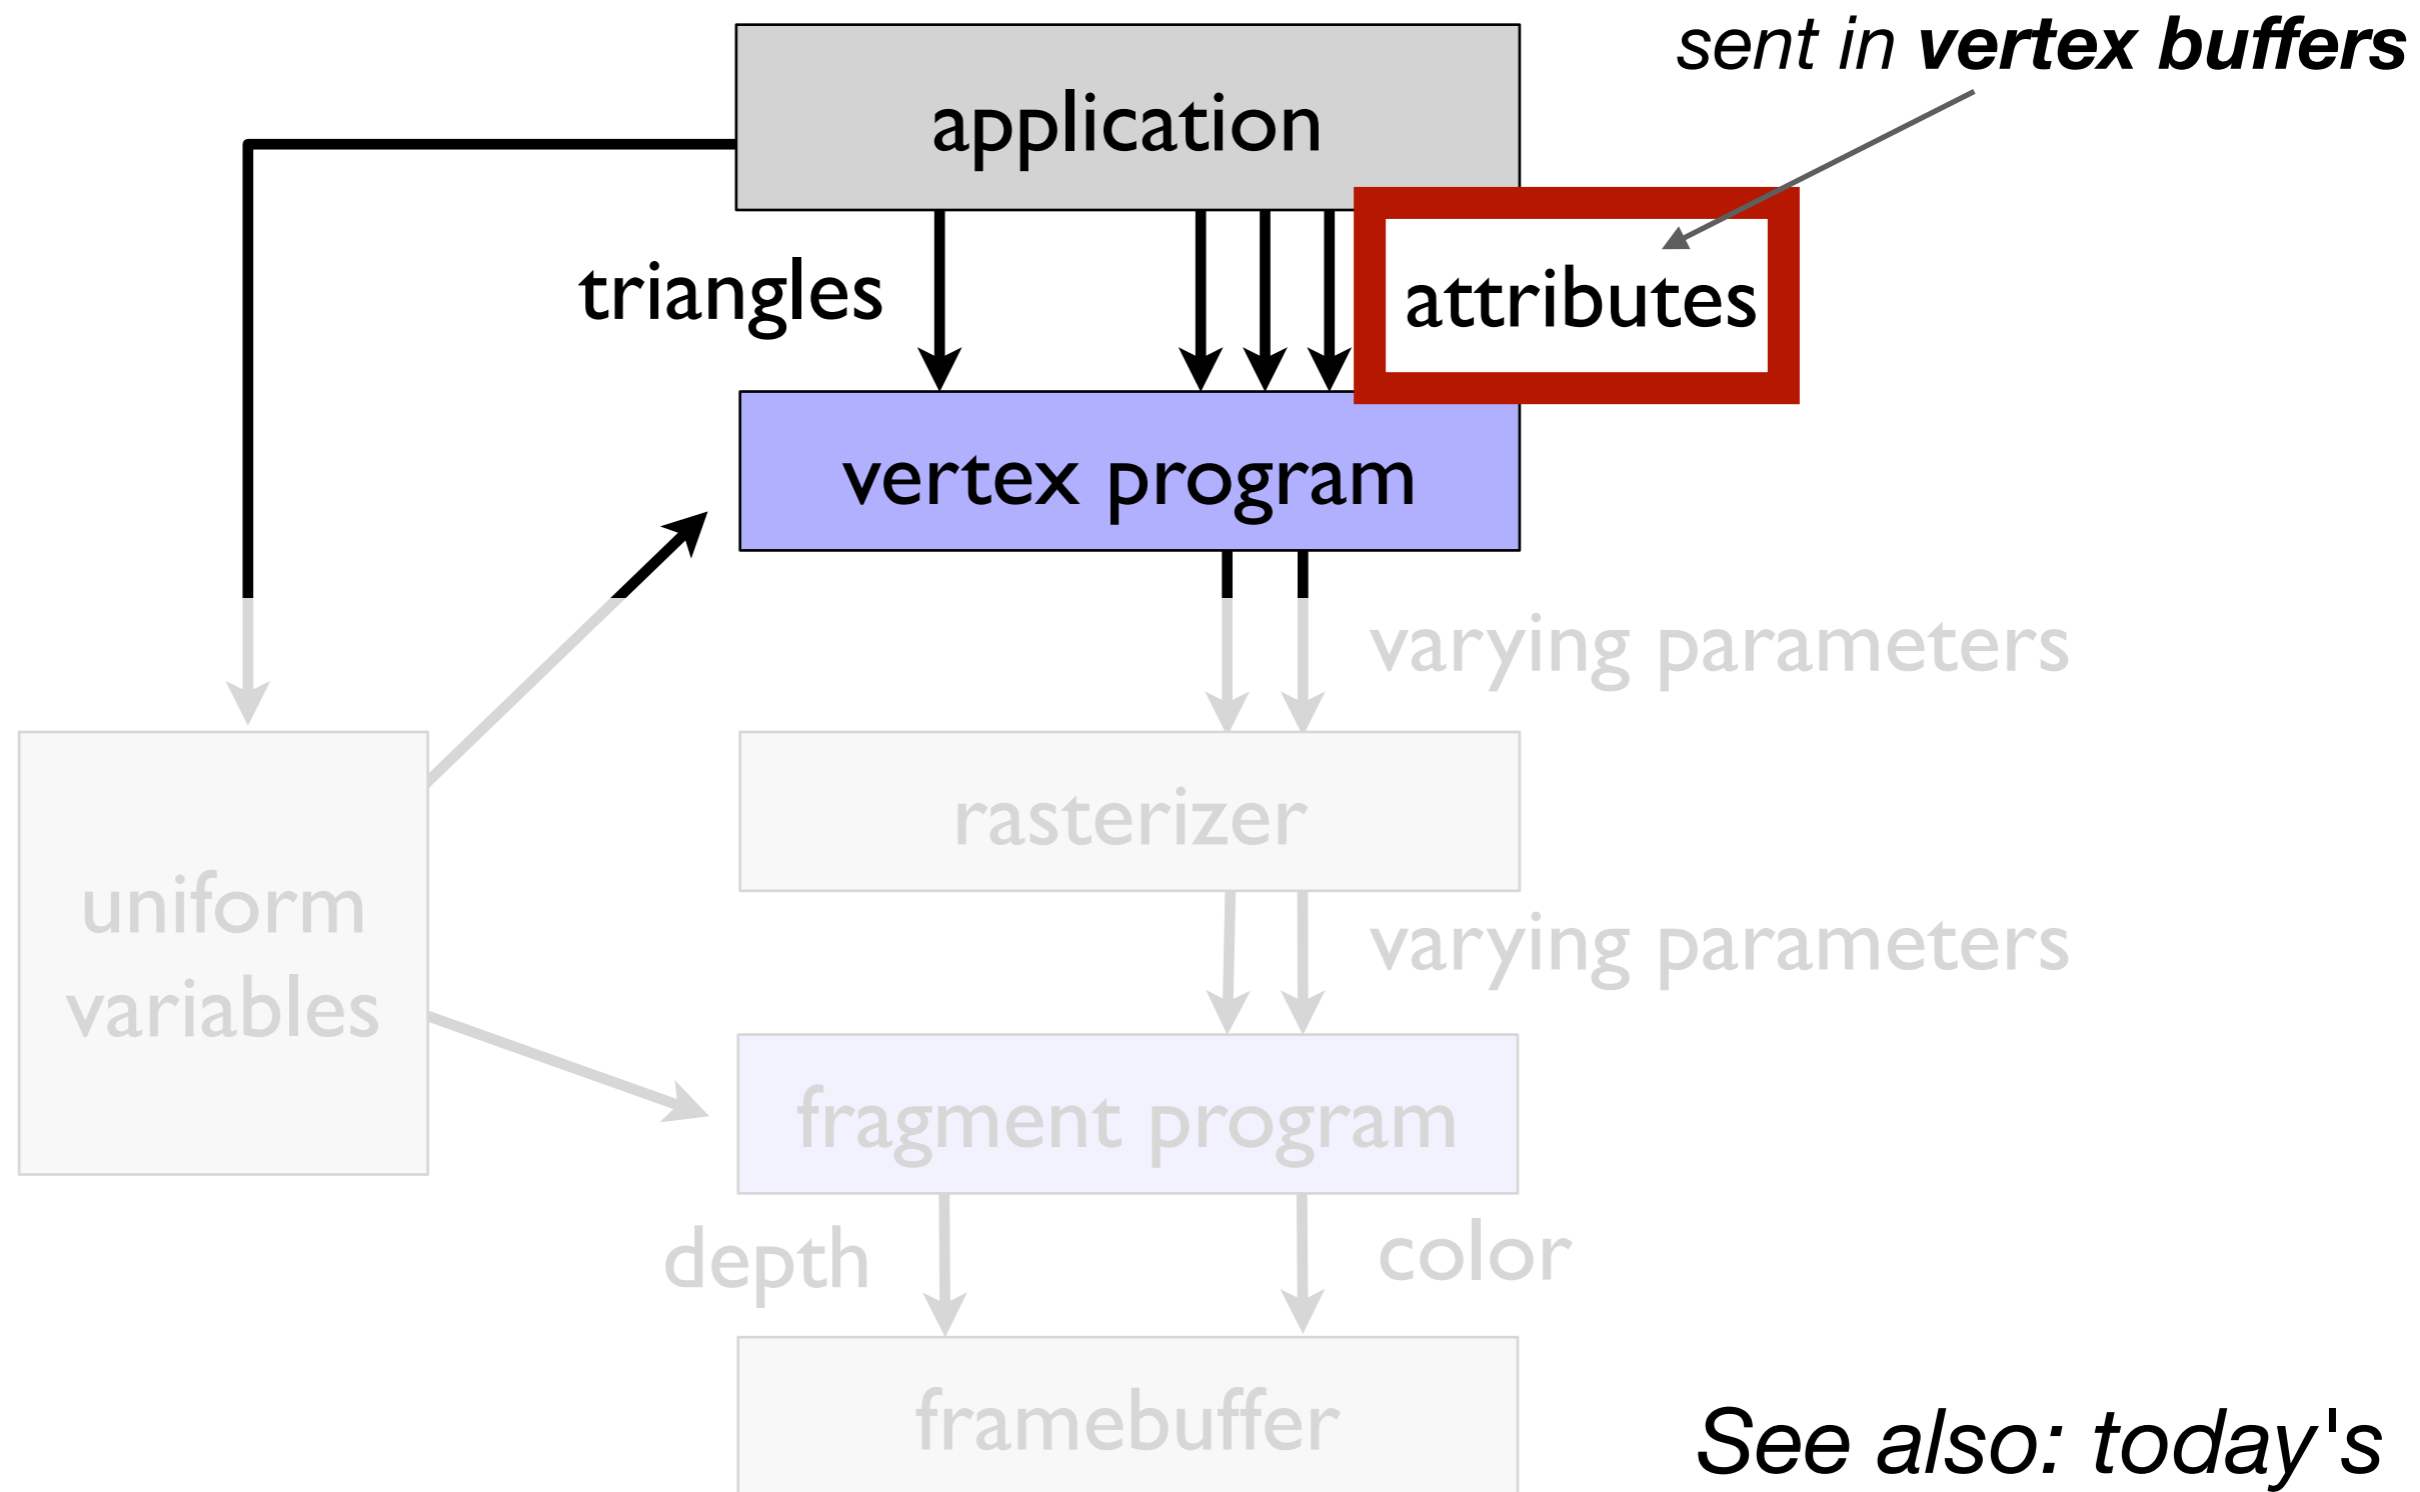 sent in vertex buffers
application
triangles
attributes
vertex program
varying parameters
rasterizer
uniform
variables
varying parameters
fragment program
depth
color
framebuffer
See also: today's